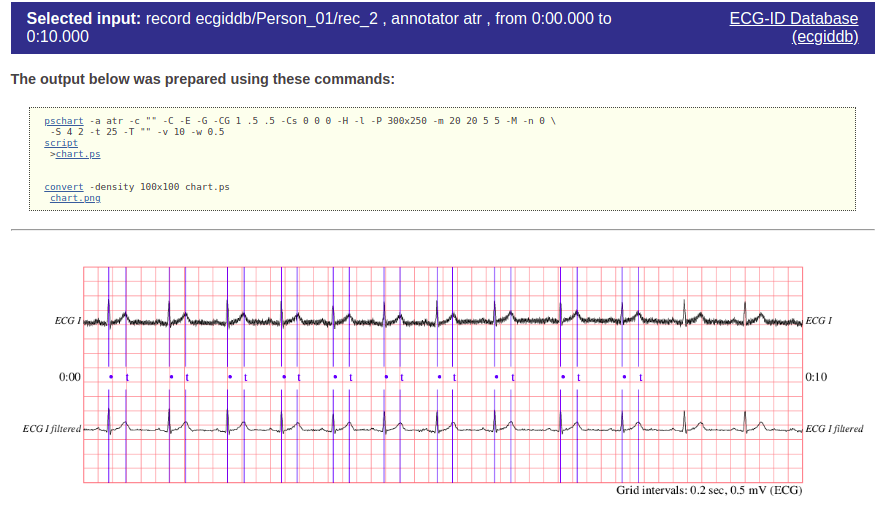 Selected input: record ecgiddb/Person_01/rec_2 , annotator atr , from 0:00.000 to
0:10.000
ECG-ID Database
(ecgiddb)
The output below was prepared using these commands:
pschart -a atr -c "" -C -E -G -CG 1 .5 .5 -Cs 0 0 0 -H -l -P 300x250 -m 20 20 5 5 -M -n 0 \
-S 4 2 -t 25 -T "" -v 10 -w 0.5
script
>chart.ps
convert -density 100x100 chart.ps
chart.png
ECG I
ECG I
0:00
• t • t • t • t • t • t • t • t • t • t
0:10
ECG I filtered
ECG I filtered
Grid intervals: 0.2 sec, 0.5 mV (ECG)